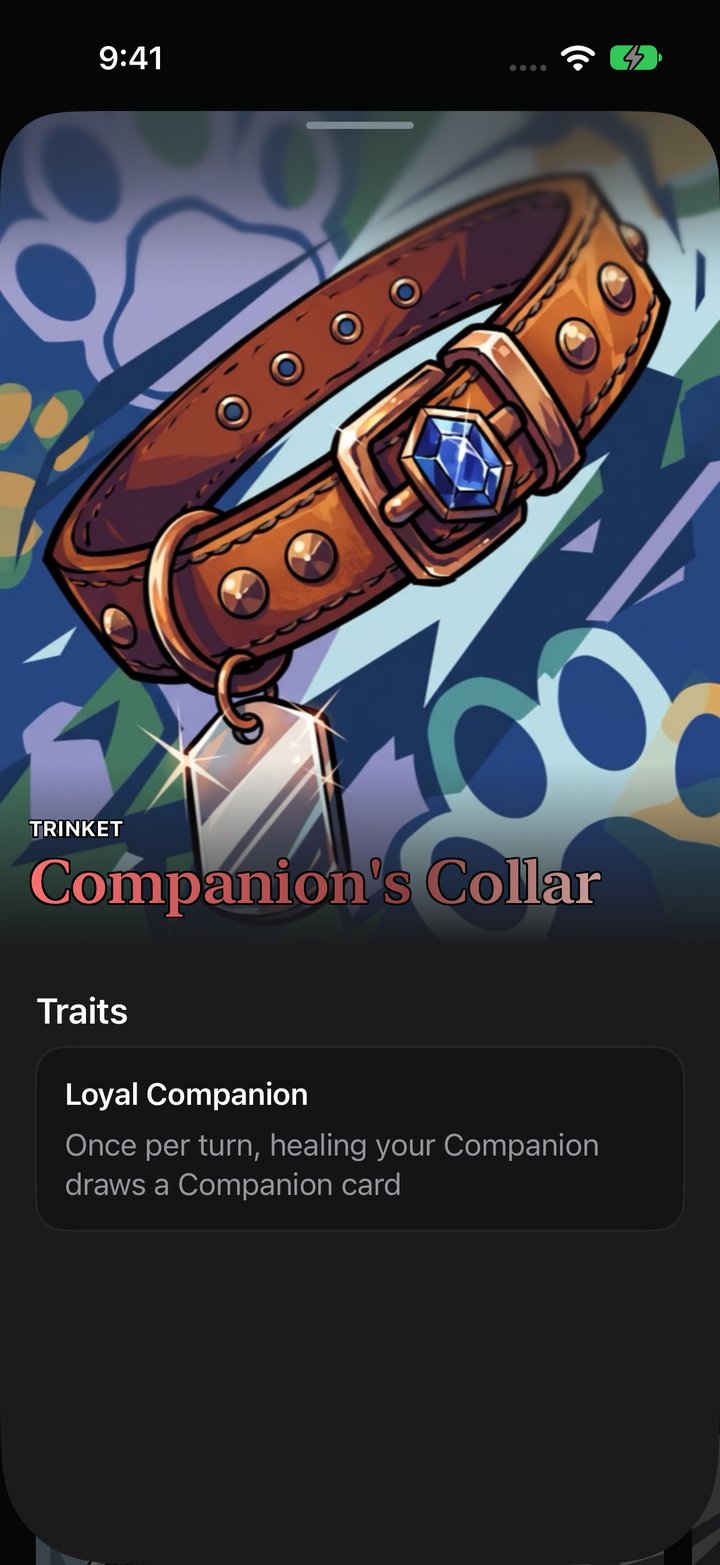 9:41
TRINKET
Companion's Collar
Traits
Loyal Companion
Once per turn, healing your Companion
draws a Companion card